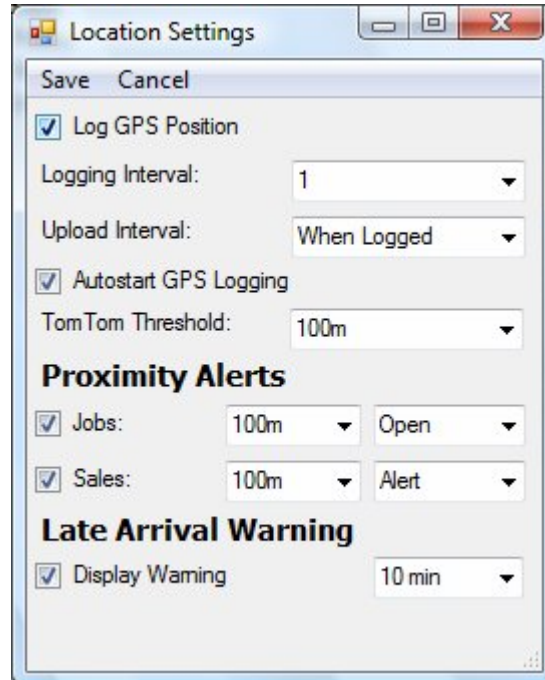 Location Settings
Save Cancel
Log GPS Position
Logging Interval: 1
Upload Interval: When Logged
Autostart GPS Logging
TomTom Threshold: 100m
Proximity Alerts
Jobs: 100m Open
Sales: 100m Alert
Late Arrival Warning
Display Warning 10 min